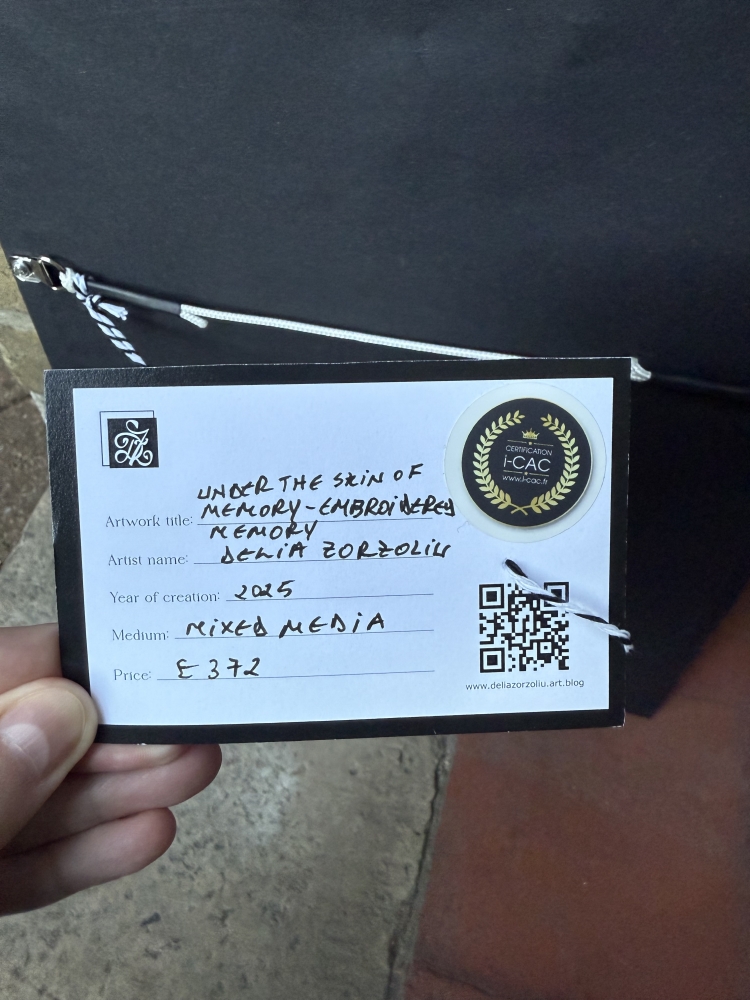 CERTIFICATION
i-CAC
www.i-cac.fr
UNDER THE SKIN OF
Artwork title: MEMORY-EMBROIDERED
MEMORY
Artist name: DELIA ZORZOLIU
Year of creation: 2025
Medium: MIXED MEDIA
Price: £372
www.deliazorzoliu.art.blog